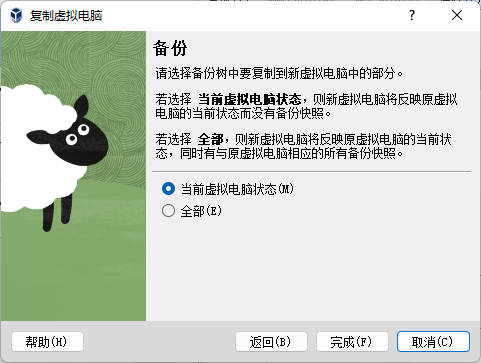 复制虚拟电脑
?
备份
请选择备份树中要复制到新虚拟电脑中的部分。
若选择 当前虚拟电脑状态，则新虚拟电脑将反映原虚拟
电脑的当前状态而没有备份快照。
若选择 全部，则新虚拟电脑将反映原虚拟电脑的当前状
态，同时有与原虚拟电脑相应的所有备份快照。
当前虚拟电脑状态(M)
全部(E)
帮助(H) 返回(B) 完成(F) 取消(C)